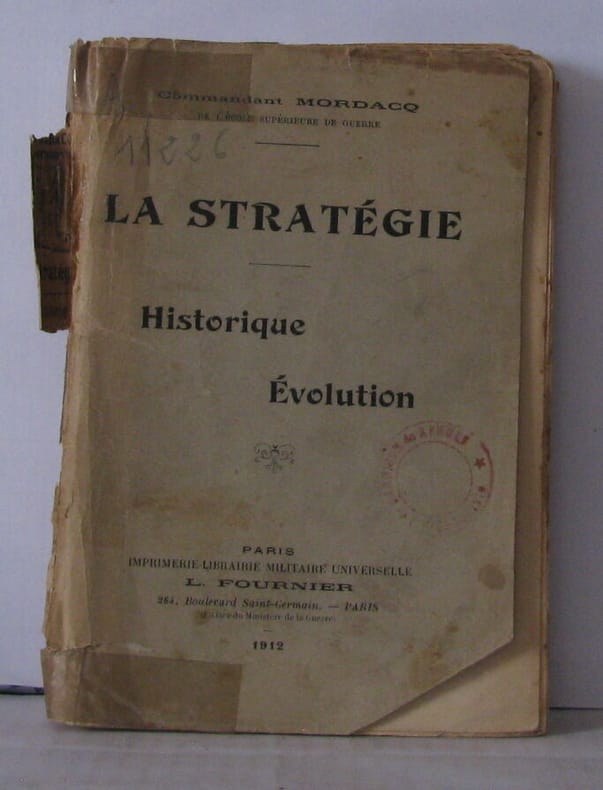 Commandant MORDACQ
DE L'ÉCOLE SUPÉRIEURE DE GUERRE
11226
LA STRATÉGIE
Historique
Évolution
PARIS
IMPRIMERIE-LIBRAIRIE MILITAIRE UNIVERSELLE
L. FOURNIER
264, Boulevard Saint-Germain. — PARIS
du Ministère de la Guerre
1912